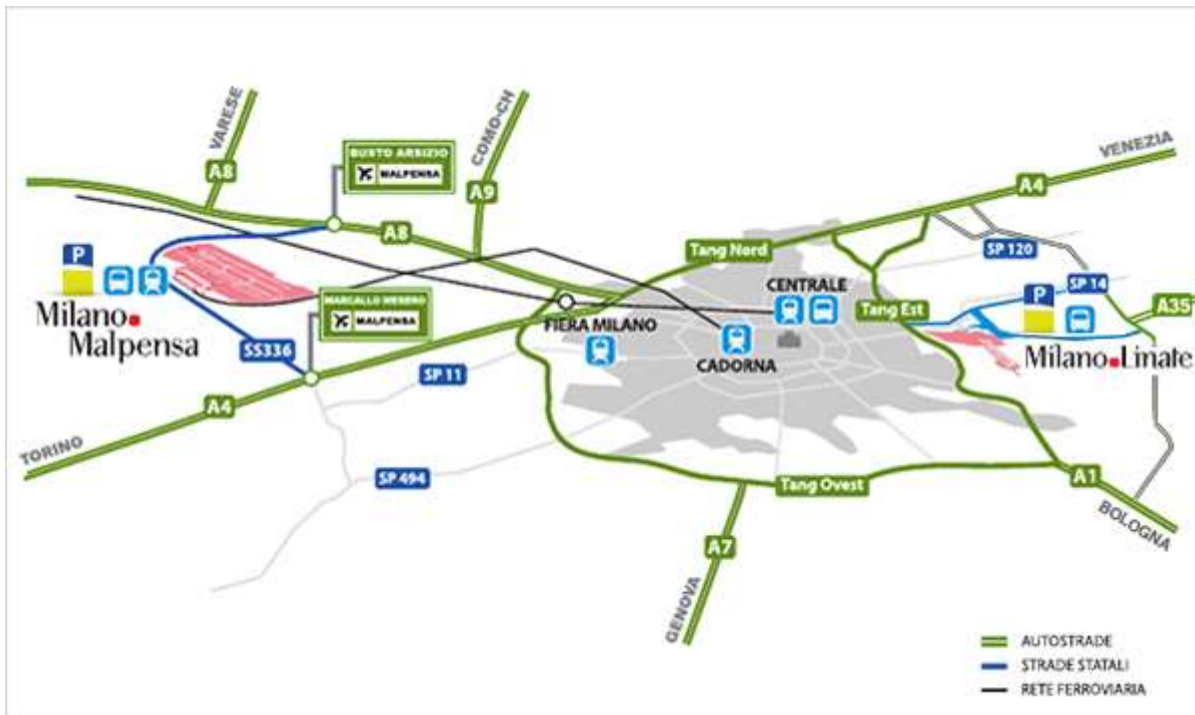 VARESE
COMO-CH
BUSTO ARSIZIO
MALPENSA
VENEZIA
A8
A9
A4
A8
Tang Nord
SP 120
P
CENTRALE
P
SP 14
MARCALLO MESERO
MALPENSA
Tang Est
A35
Milano
Malpensa
FIERA MILANO
SS336
CADORNA
Milano Linate
SP 11
A4
TORINO
SP 494
Tang Ovest
A1
BOLOGNA
A7
GENOVA
AUTOSTRADE
STRADE STATALI
RETE FERROVIARIA